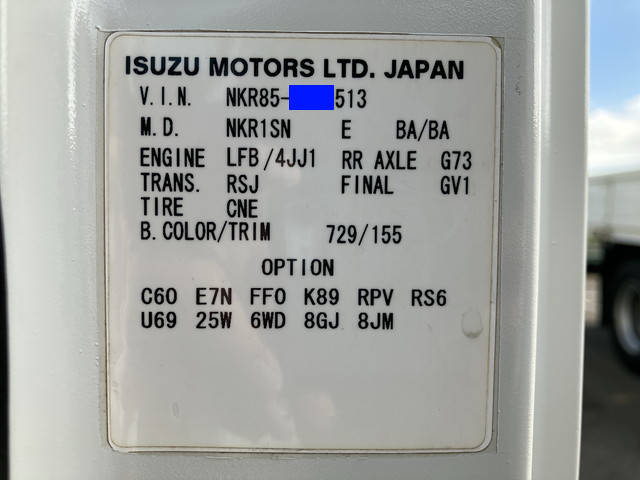 ISUZU MOTORS LTD. JAPAN
V.I.N. NKR85- 513
M.D. NKR1SN E BA/BA
ENGINE LFB/4JJ1 RR AXLE G73
TRANS. RSJ FINAL GV1
TIRE CNE
B.COLOR/TRIM 729/155
OPTION
C60 E7N FF0 K89 RPV RS6
U69 25W 6WD 8GJ 8JM